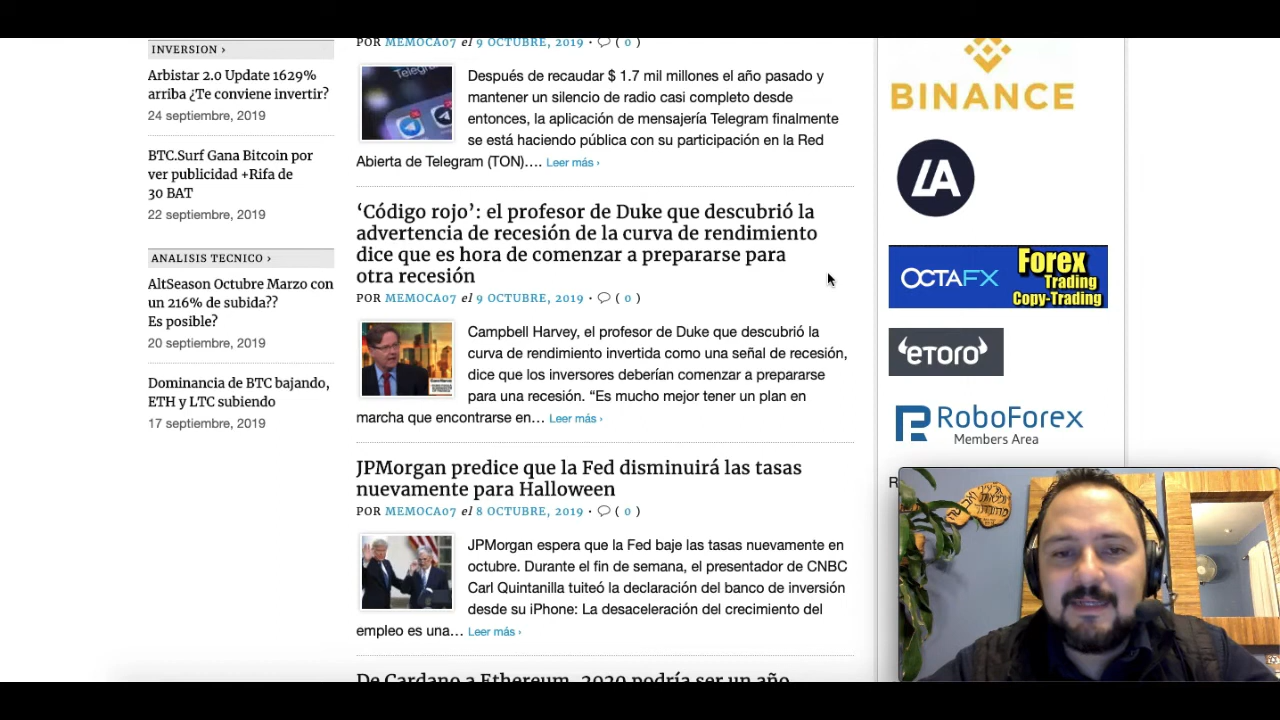 INVERSION ›
Arbistar 2.0 Update 1629%
arriba ¿Te conviene invertir?
24 septiembre, 2019
BTC.Surf Gana Bitcoin por
ver publicidad +Rifa de
30 BAT
22 septiembre, 2019
ANALISIS TECNICO ›
AltSeason Octubre Marzo con
un 216% de subida??
Es posible?
20 septiembre, 2019
Dominancia de BTC bajando,
ETH y LTC subiendo
17 septiembre, 2019
POR MEMOCA07 el 9 OCTUBRE, 2019 • ( 0 )
Telegram
Después de recaudar $ 1.7 mil millones el año pasado y
mantener un silencio de radio casi completo desde
entonces, la aplicación de mensajería Telegram finalmente
se está haciendo pública con su participación en la Red
Abierta de Telegram (TON)…. Leer más ›
‘Código rojo’: el profesor de Duke que descubrió la
advertencia de recesión de la curva de rendimiento
dice que es hora de comenzar a prepararse para
otra recesión
POR MEMOCA07 el 9 OCTUBRE, 2019 • ( 0 )
Campbell Harvey, el profesor de Duke que descubrió la
curva de rendimiento invertida como una señal de recesión,
dice que los inversores deberían comenzar a prepararse
para una recesión. “Es mucho mejor tener un plan en
marcha que encontrarse en… Leer más ›
JPMorgan predice que la Fed disminuirá las tasas
nuevamente para Halloween
POR MEMOCA07 el 8 OCTUBRE, 2019 • ( 0 )
JPMorgan espera que la Fed baje las tasas nuevamente en
octubre. Durante el fin de semana, el presentador de CNBC
Carl Quintanilla tuiteó la declaración del banco de inversión
desde su iPhone: La desaceleración del crecimiento del
empleo es una… Leer más ›
De Cardano a Ethereum, 2020 podría ser un año
BINANCE
LA
OCTAFX
Forex
Trading
Copy-Trading
eToro
RoboForex
Members Area
R